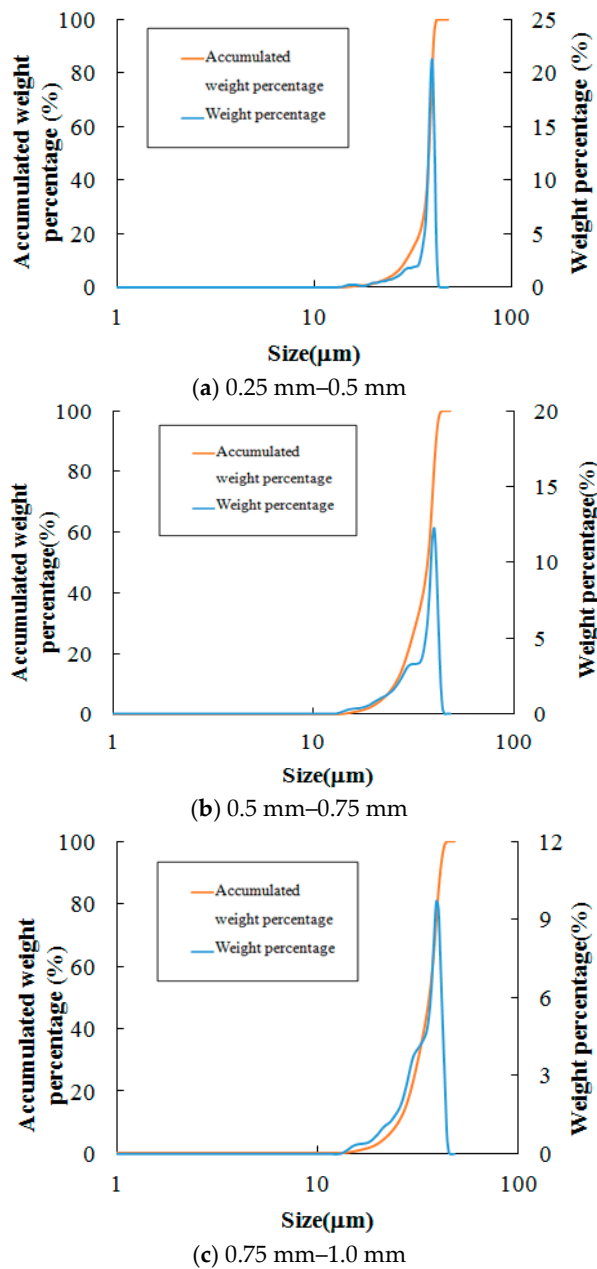 100
80
60
40
20
0
Accumulated weight
percentage (%)
Accumulated
weight percentage
Weight percentage
25
20
15
10
5
0
Weight percentage (%)
1
10
100
Size(μm)
(a) 0.25 mm–0.5 mm
100
80
60
40
20
0
Accumulated weight
percentage(%)
Accumulated
weight percentage
Weight percentage
20
15
10
5
0
Weight percentage(%)
1
10
100
Size(μm)
(b) 0.5 mm–0.75 mm
100
80
60
40
20
0
Accumulated weight
percentage (%)
Accumulated
weight percentage
Weight percentage
12
9
6
3
0
Weight percentage(%)
1
10
100
Size(μm)
(c) 0.75 mm–1.0 mm